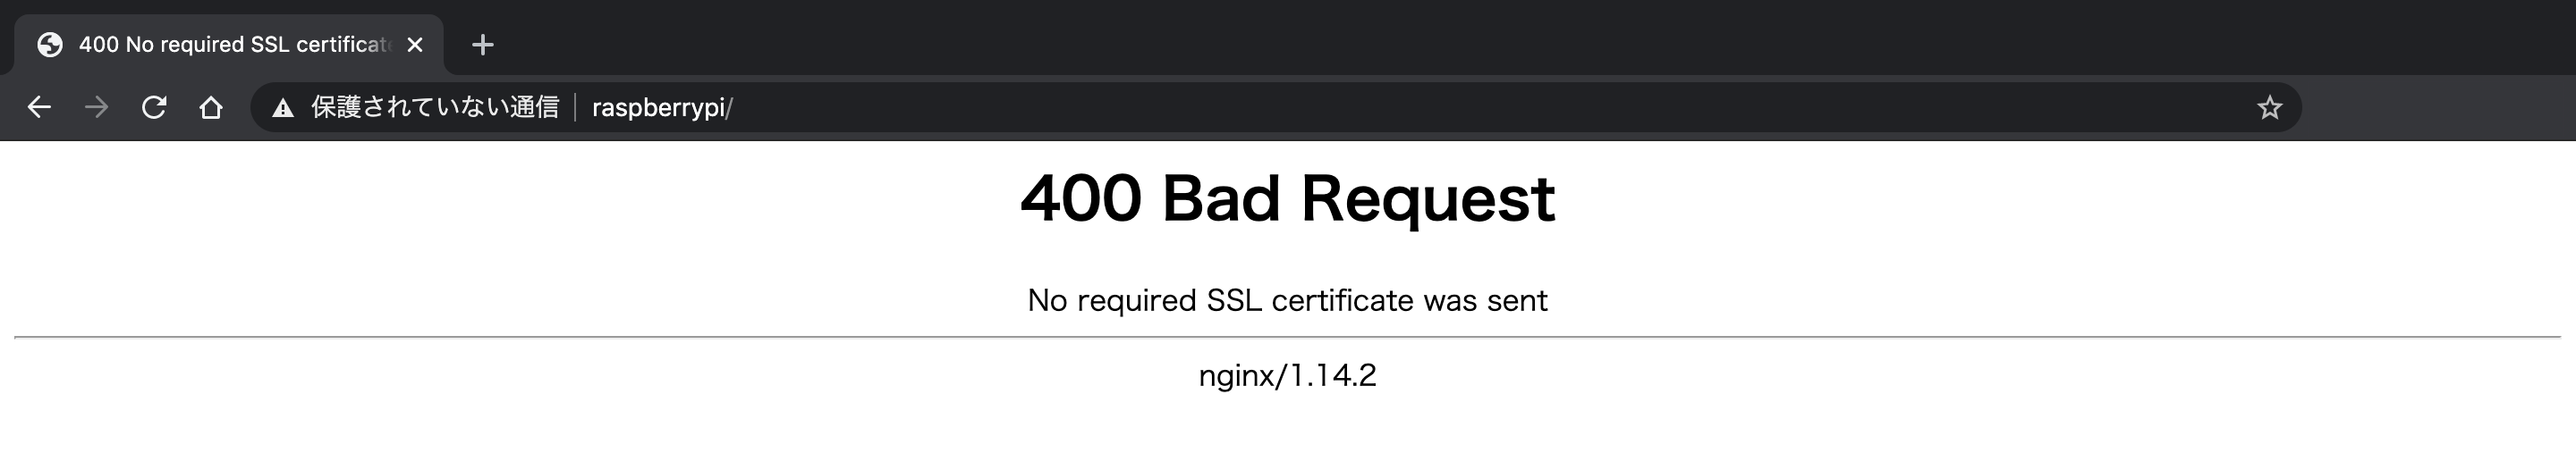 400 No required SSL certificate
保護されていない通信 raspberrypi/
400 Bad Request
No required SSL certificate was sent
nginx/1.14.2